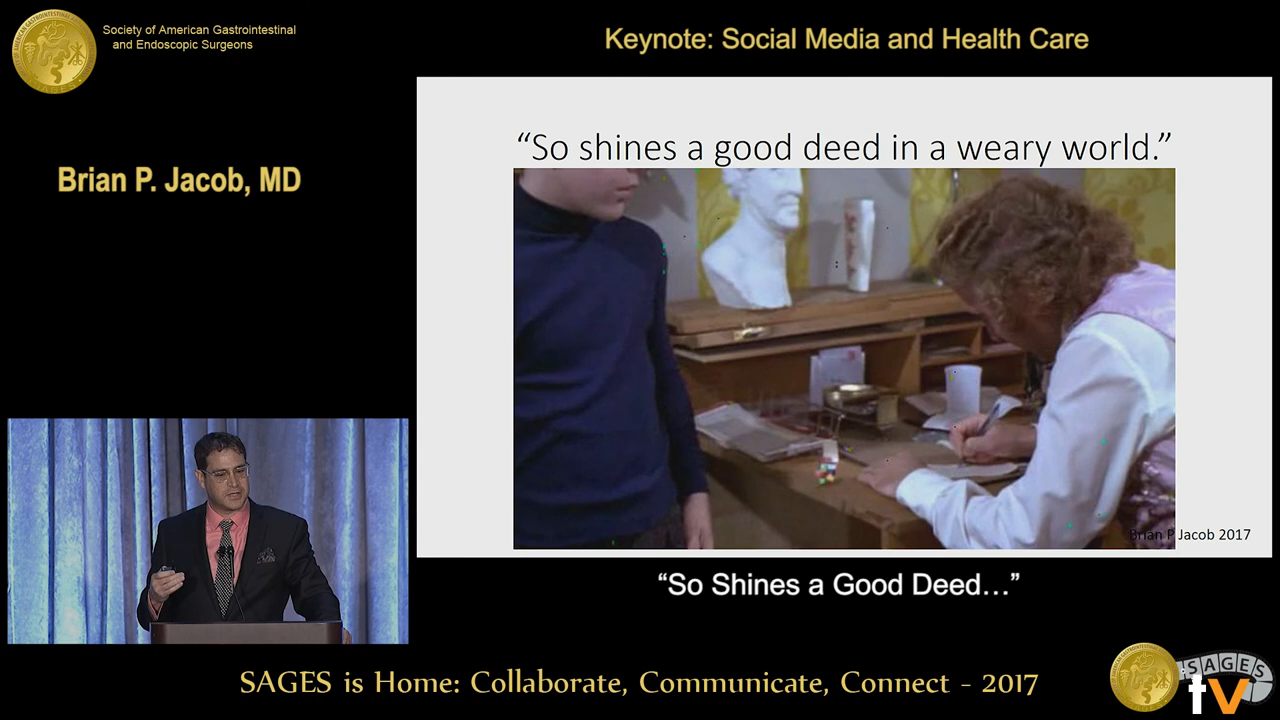 Society of American Gastrointestinal
and Endoscopic Surgeons
Keynote: Social Media and Health Care
Brian P. Jacob, MD
“So shines a good deed in a weary world.”
Brian P Jacob 2017
“So Shines a Good Deed…”
SAGES is Home: Collaborate, Communicate, Connect - 2017
SAGES
tv